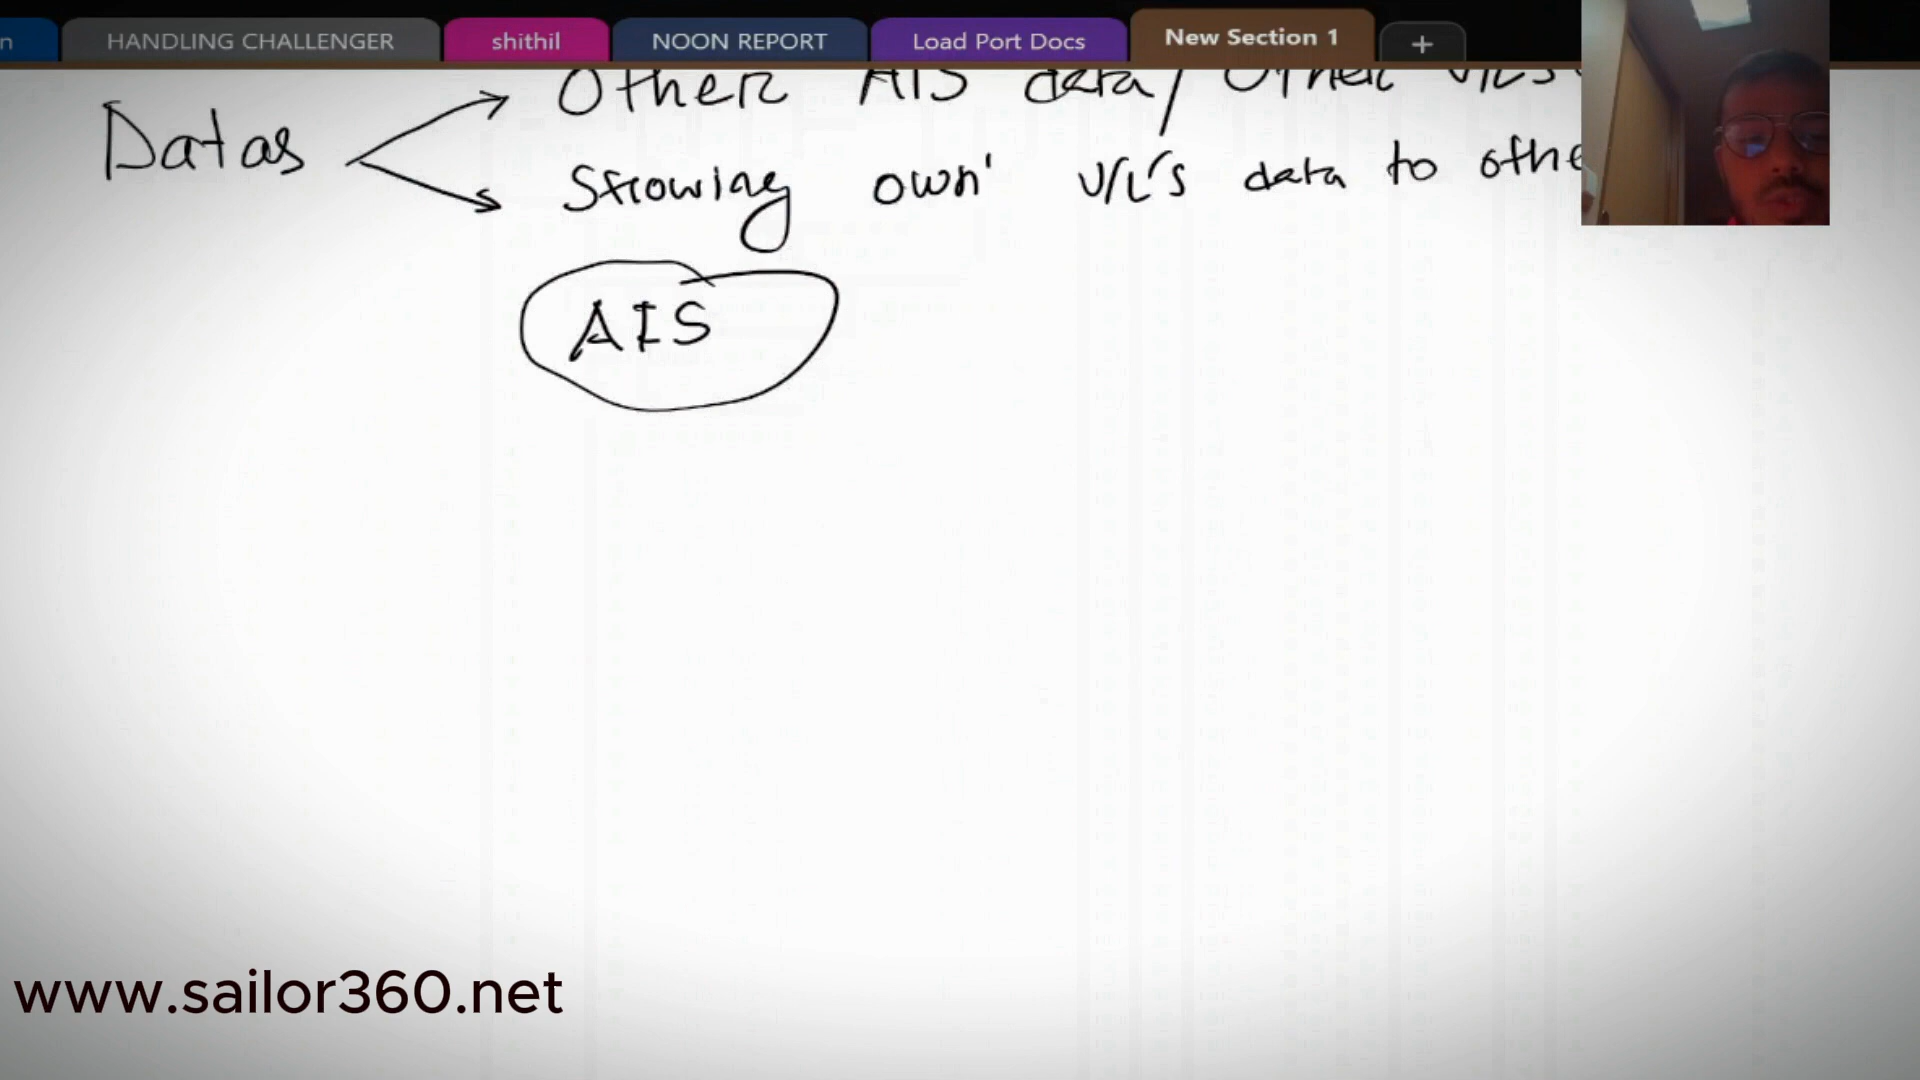 n HANDLING CHALLENGER shithil NOON REPORT Load Port Docs New Section 1 +
Other AIS data/ Other V/L's
Datas
Showing own' V/L's data to othe
AIS
www.sailor360.net